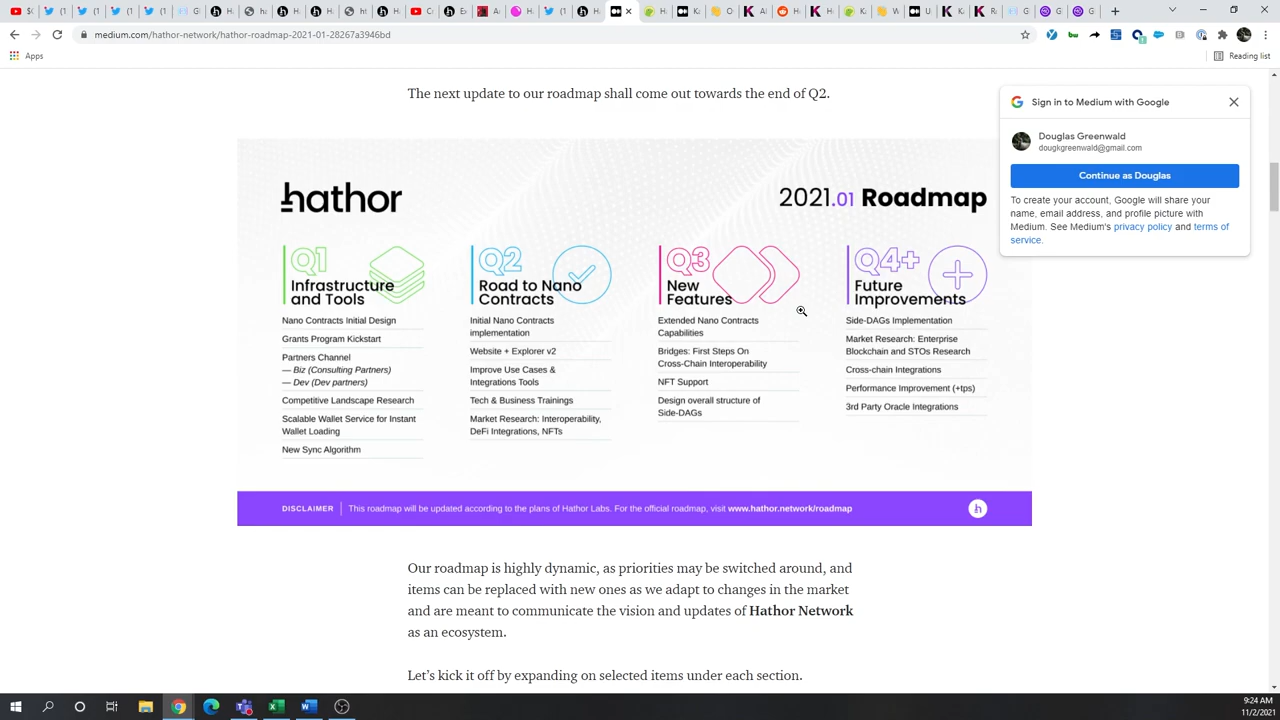 medium.com/hathor-network/hathor-roadmap-2021-01-28267a3946bd
Apps
Reading list
The next update to our roadmap shall come out towards the end of Q2.
Sign in to Medium with Google
Douglas Greenwald
dougkgreenwald@gmail.com
Continue as Douglas
To create your account, Google will share your
name, email address, and profile picture with
Medium. See Medium's privacy policy and terms of
service.
hathor
2021.01 Roadmap
Q1
Infrastructure
and Tools
Nano Contracts Initial Design
Grants Program Kickstart
Partners Channel
— Biz (Consulting Partners)
— Dev (Dev partners)
Competitive Landscape Research
Scalable Wallet Service for Instant
Wallet Loading
New Sync Algorithm
Q2
Road to Nano
Contracts
Initial Nano Contracts
implementation
Website + Explorer v2
Improve Use Cases &
Integrations Tools
Tech & Business Trainings
Market Research: Interoperability,
DeFi Integrations, NFTs
Q3
New
Features
Extended Nano Contracts
Capabilities
Bridges: First Steps On
Cross-Chain Interoperability
NFT Support
Design overall structure of
Side-DAGs
Q4+
Future
Improvements
Side-DAGs Implementation
Market Research: Enterprise
Blockchain and STOs Research
Cross-chain Integrations
Performance Improvement (+tps)
3rd Party Oracle Integrations
DISCLAIMER This roadmap will be updated according to the plans of Hathor Labs. For the official roadmap, visit www.hathor.network/roadmap
Our roadmap is highly dynamic, as priorities may be switched around, and
items can be replaced with new ones as we adapt to changes in the market
and are meant to communicate the vision and updates of Hathor Network
as an ecosystem.
Let's kick it off by expanding on selected items under each section.
9:24 AM
11/2/2021